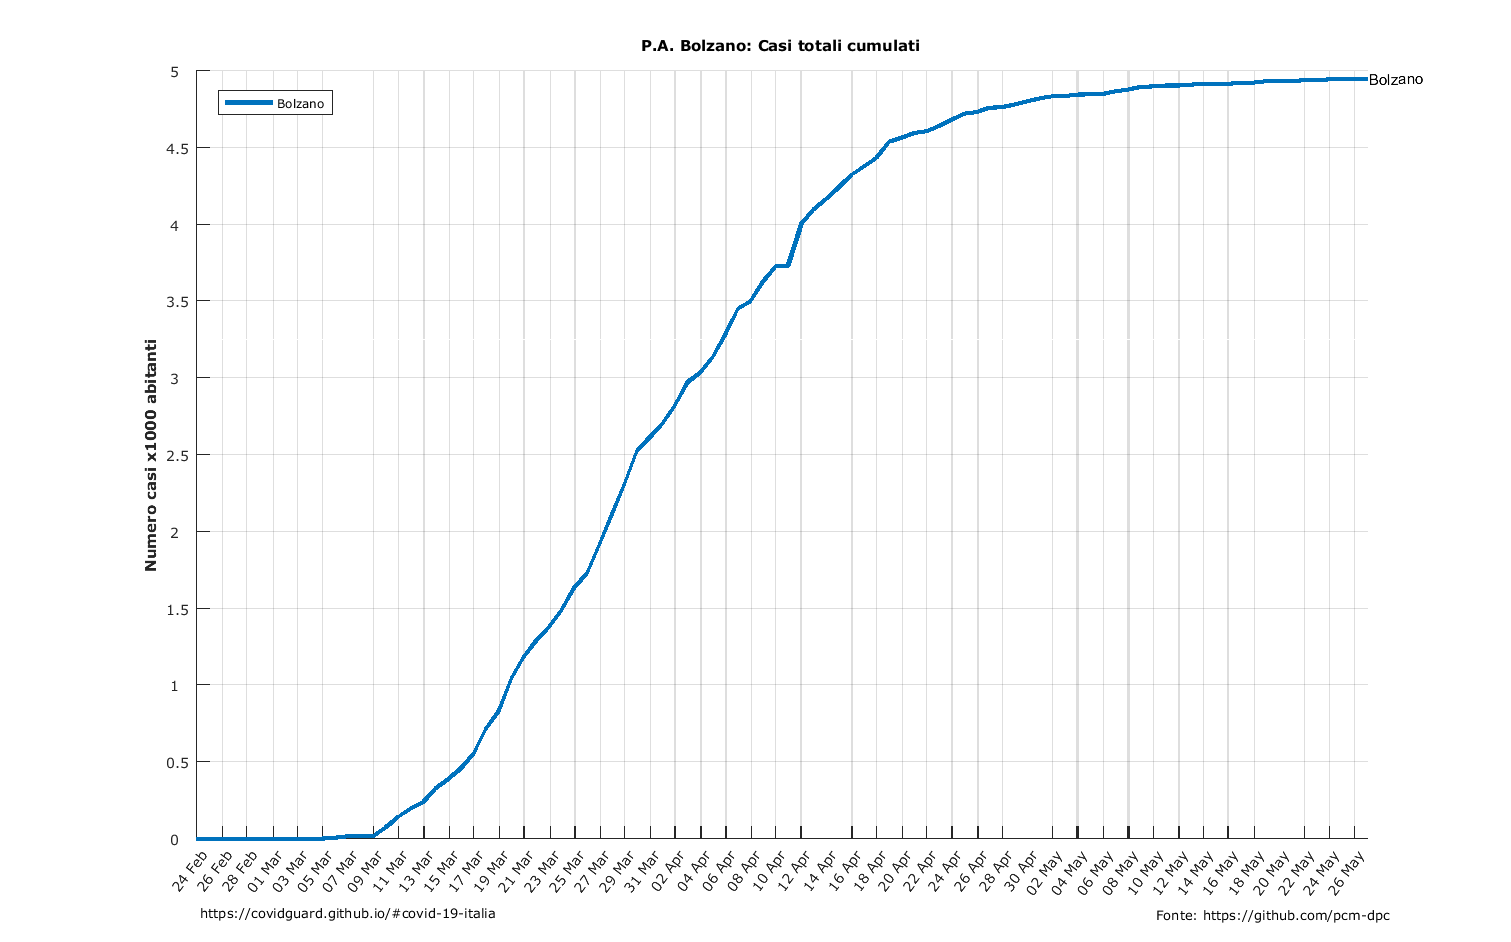 P.A. Bolzano: Casi totali cumulati
Numero casi x1000 abitanti
5
4.5
4
3.5
3
2.5
2
1.5
1
0.5
0
Bolzano
Bolzano
24 Feb
26 Feb
28 Feb
01 Mar
03 Mar
05 Mar
07 Mar
09 Mar
11 Mar
13 Mar
15 Mar
17 Mar
19 Mar
21 Mar
23 Mar
25 Mar
27 Mar
29 Mar
31 Mar
02 Apr
04 Apr
06 Apr
08 Apr
10 Apr
12 Apr
14 Apr
16 Apr
18 Apr
20 Apr
22 Apr
24 Apr
26 Apr
28 Apr
30 Apr
02 May
04 May
06 May
08 May
10 May
12 May
14 May
16 May
18 May
20 May
22 May
24 May
26 May
https://covidguard.github.io/#covid-19-italia
Fonte: https://github.com/pcm-dpc